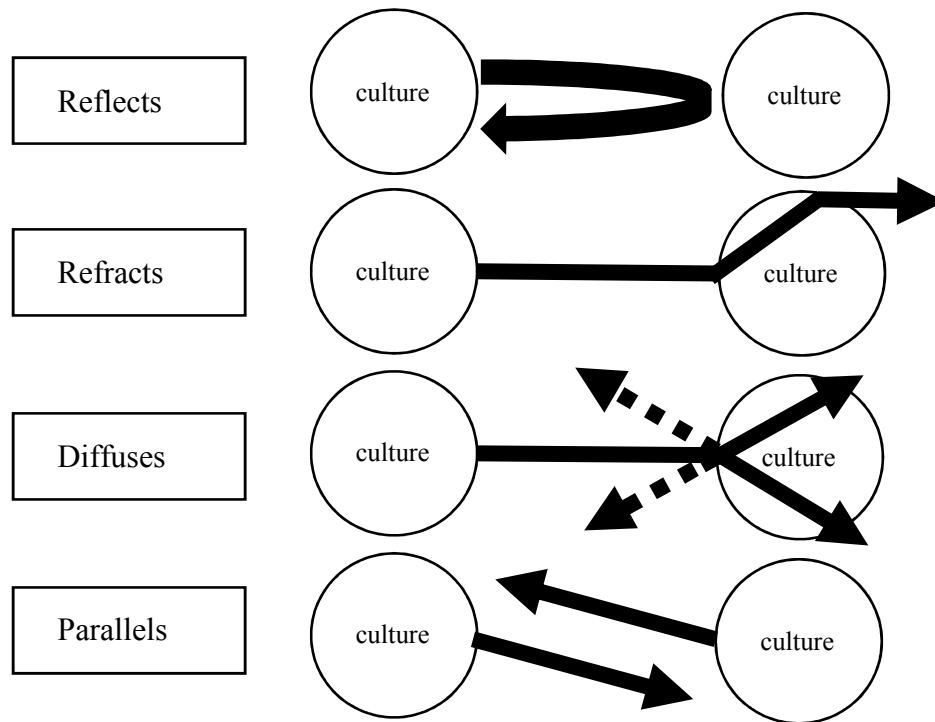 Reflects
culture
culture
Refracts
culture
culture
Diffuses
culture
culture
Parallels
culture
culture